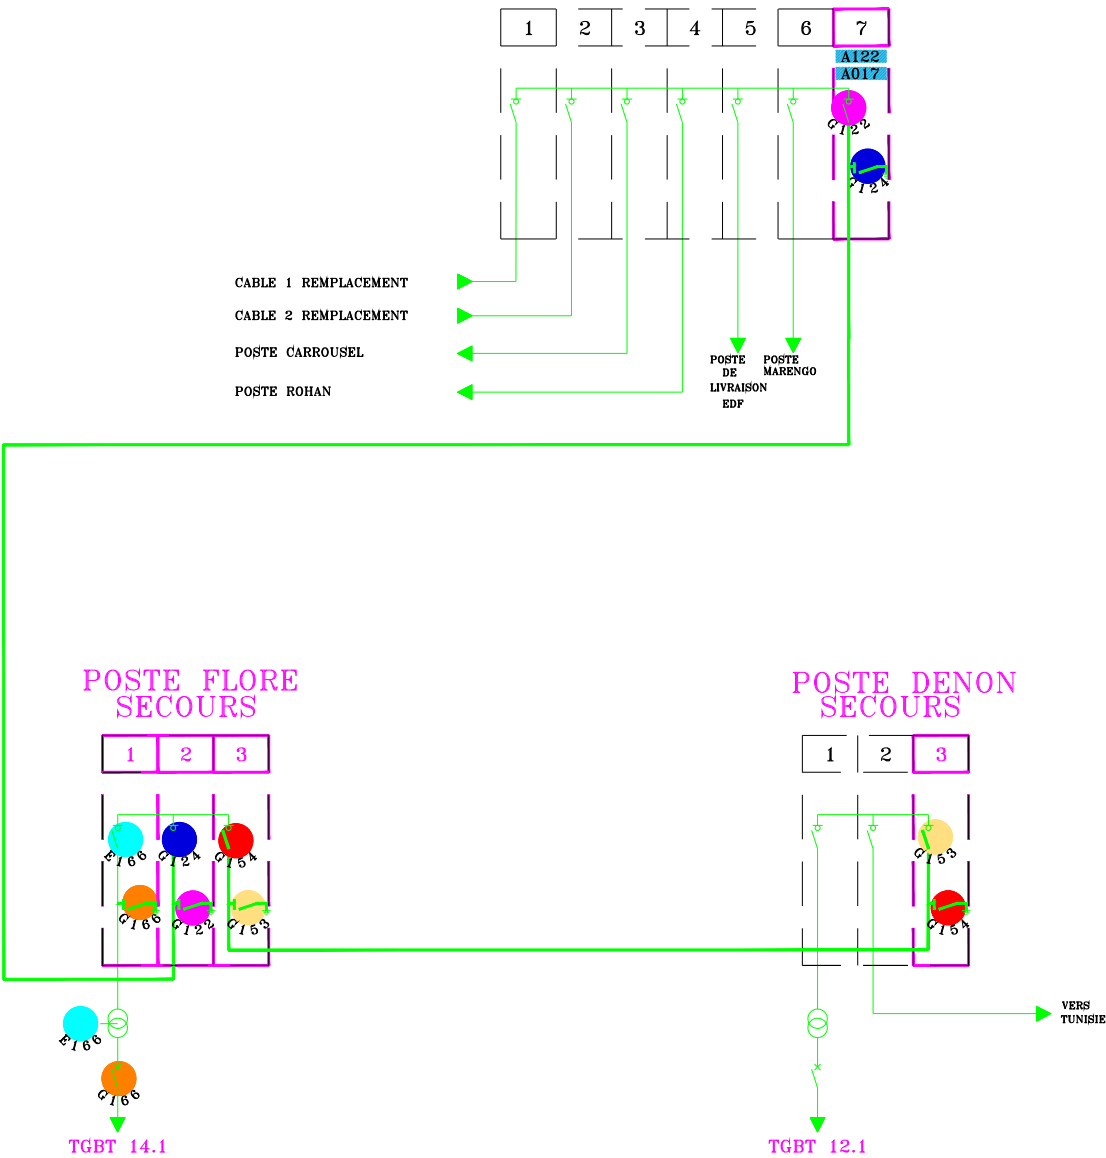 1 2 3 4 5 6 7
A122
A017
G122
G124
CABLE 1 REMPLACEMENT
CABLE 2 REMPLACEMENT
POSTE CARROUSEL
POSTE ROHAN
POSTE
DE
LIVRAISON
EDF
POSTE
MARENGO
POSTE FLORE
SECOURS
1 2 3
E166
G124
G154
G166
G122
G153
E166
G166
TGBT 14.1
POSTE DENON
SECOURS
1 2 3
G153
G154
VERS
TUNISIE
TGBT 12.1